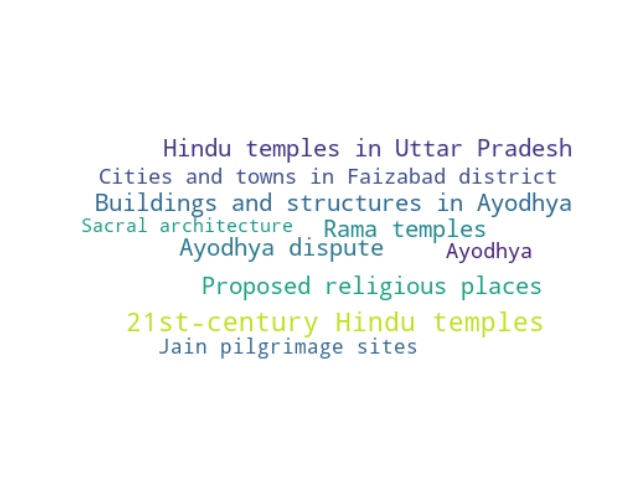 Hindu temples in Uttar Pradesh
Cities and towns in Faizabad district
Buildings and structures in Ayodhya
Sacral architecture
Rama temples
Ayodhya dispute
Ayodhya
Proposed religious places
21st-century Hindu temples
Jain pilgrimage sites